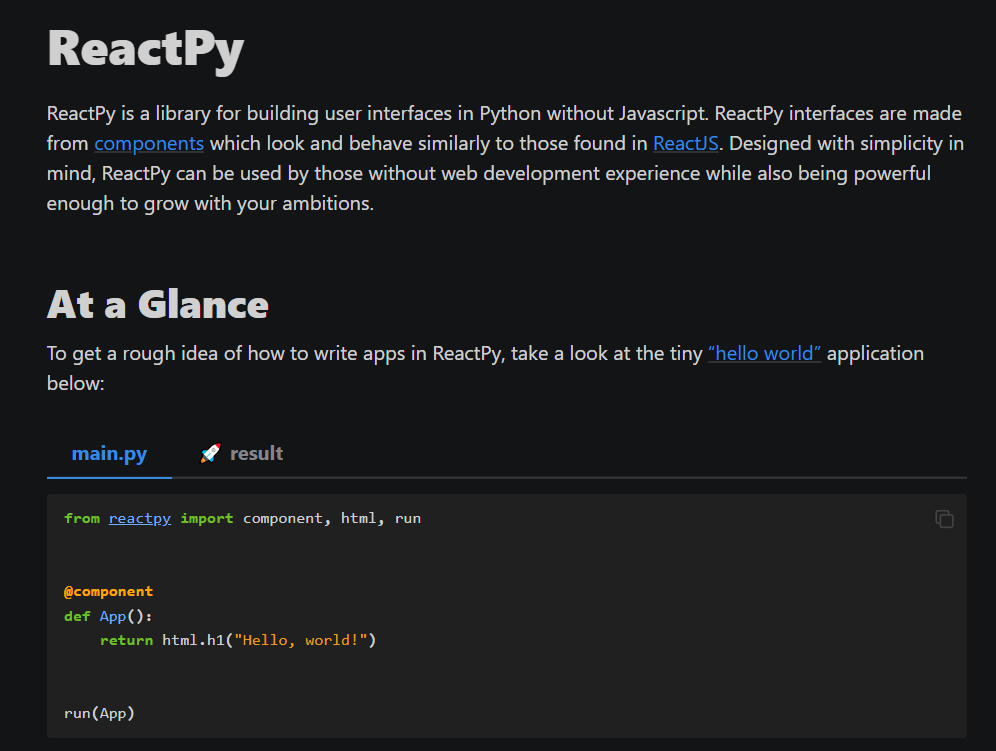 ReactPy
ReactPy is a library for building user interfaces in Python without Javascript. ReactPy interfaces are made
from components which look and behave similarly to those found in ReactJS. Designed with simplicity in
mind, ReactPy can be used by those without web development experience while also being powerful
enough to grow with your ambitions.
At a Glance
To get a rough idea of how to write apps in ReactPy, take a look at the tiny “hello world” application
below:
main.py 🚀 result
from reactpy import component, html, run
@component
def App():
    return html.h1("Hello, world!")
run(App)